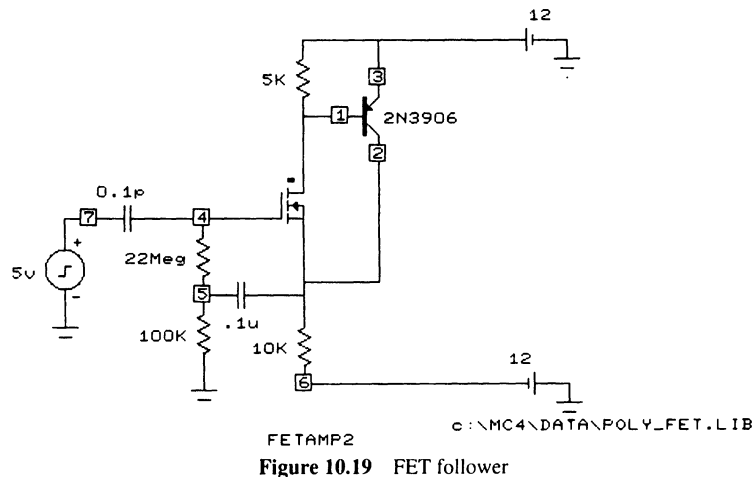 12
5K
3
1
2N3906
2
0.1p
7
4
+
5v
-
22Meg
5
.1u
100K
10K
12
6
c:\MC4\DATA\POLY_FET.LIB
FETAMP2
Figure 10.19 FET follower